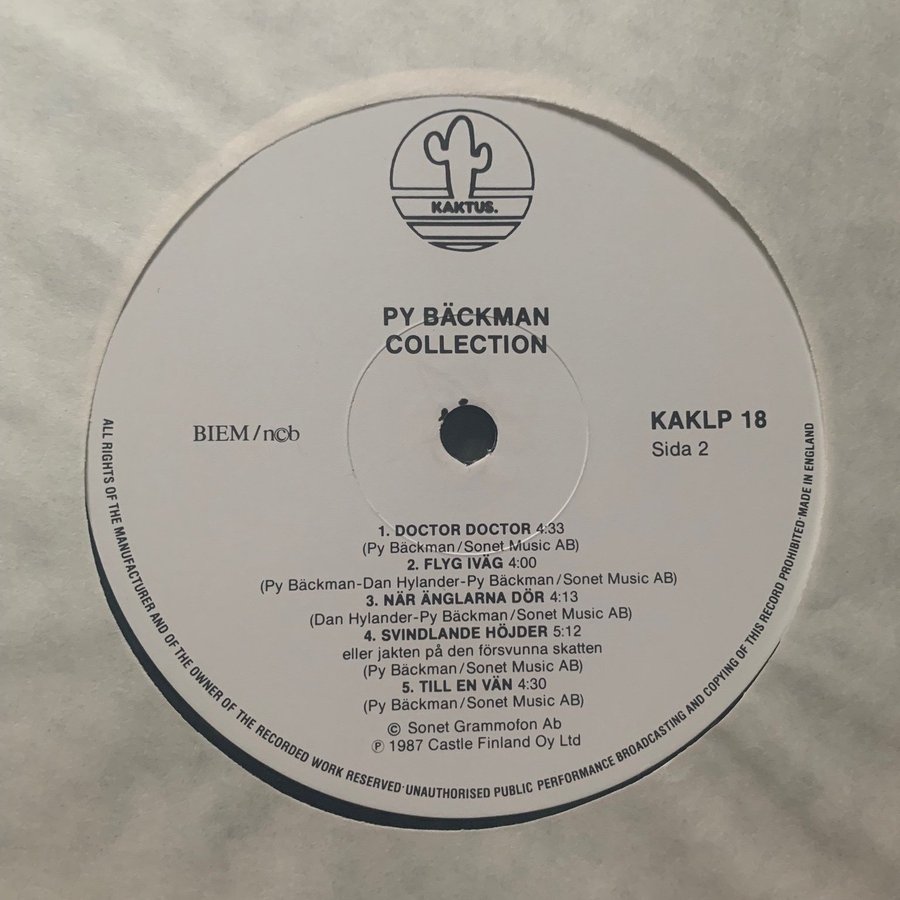 KAKTUS.
PY BÄCKMAN
COLLECTION
BIEM/n©b
KAKLP 18
Sida 2
1. DOCTOR DOCTOR 4:33
(Py Bäckman/Sonet Music AB)
2. FLYG IVÄG 4:00
(Py Bäckman-Dan Hylander-Py Bäckman/Sonet Music AB)
3. NÄR ÄNGLARNA DÖR 4:13
(Dan Hylander-Py Bäckman/Sonet Music AB)
4. SVINDLANDE HÖJDER 5:12
eller jakten på den försvunna skatten
(Py Bäckman/Sonet Music AB)
5. TILL EN VÄN 4:30
(Py Bäckman/Sonet Music AB)
© Sonet Grammofon Ab
℗ 1987 Castle Finland Oy Ltd
ALL RIGHTS OF THE MANUFACTURER AND OF THE OWNER OF THE RECORDED WORK RESERVED·UNAUTHORISED PUBLIC PERFORMANCE BROADCASTING AND COPYING OF THIS RECORD PROHIBITED·MADE IN ENGLAND